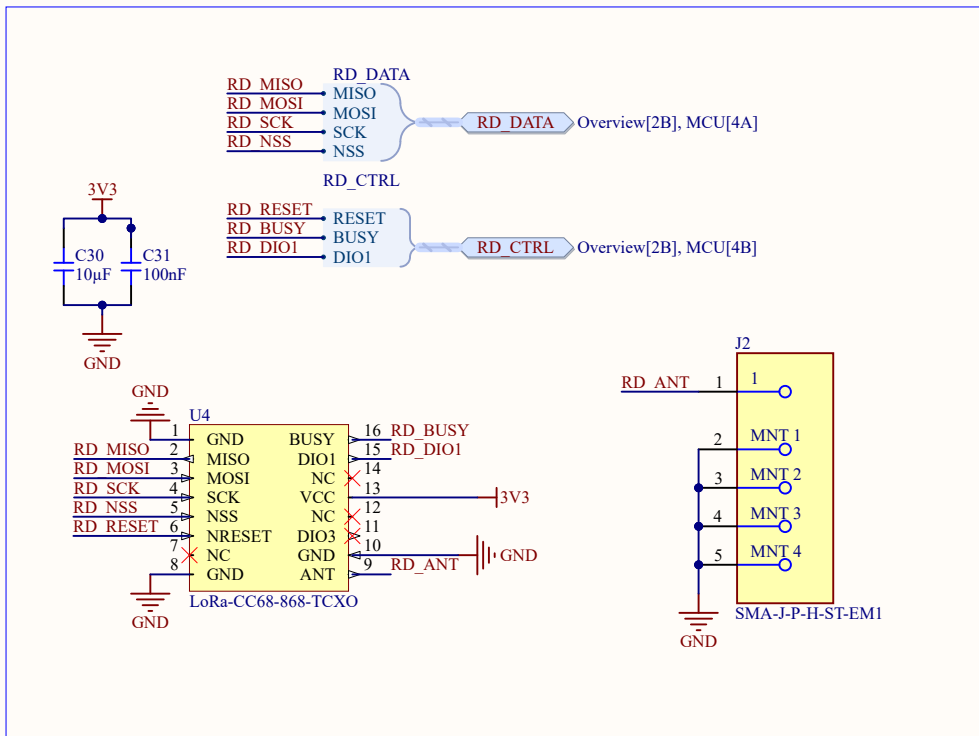 RD_DATA
RD_MISO MISO
RD_MOSI MOSI
RD_SCK SCK
RD_NSS NSS
RD_DATA Overview[2B], MCU[4A]
RD_CTRL
RD_RESET RESET
RD_BUSY BUSY
RD_DIO1 DIO1
RD_CTRL Overview[2B], MCU[4B]
3V3
C30 C31
10µF 100nF
GND
GND
U4
1 GND BUSY 16 RD_BUSY
RD_MISO 2 MISO DIO1 15 RD_DIO1
RD_MOSI 3 MOSI NC 14
RD_SCK 4 SCK VCC 13 3V3
RD_NSS 5 NSS NC 12
RD_RESET 6 NRESET DIO3 11
7 NC GND 10 GND
8 GND ANT 9 RD_ANT
LoRa-CC68-868-TCXO
GND
J2
RD_ANT 1 1
2 MNT 1
3 MNT 2
4 MNT 3
5 MNT 4
SMA-J-P-H-ST-EM1
GND